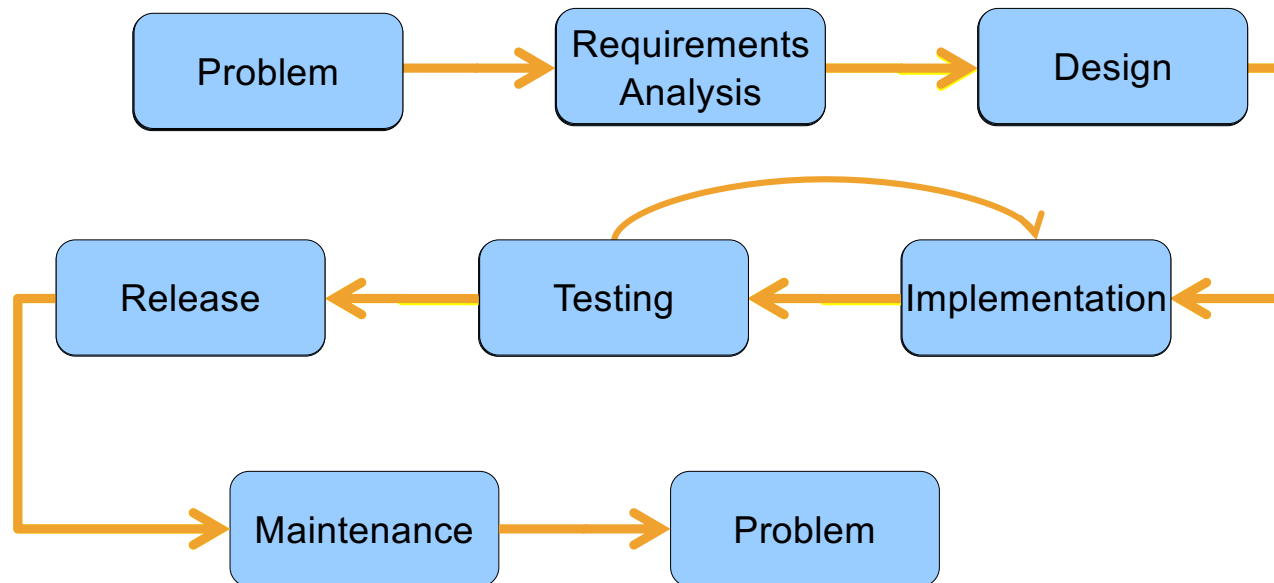 Problem
Requirements
Analysis
Design
Release
Testing
Implementation
Maintenance
Problem